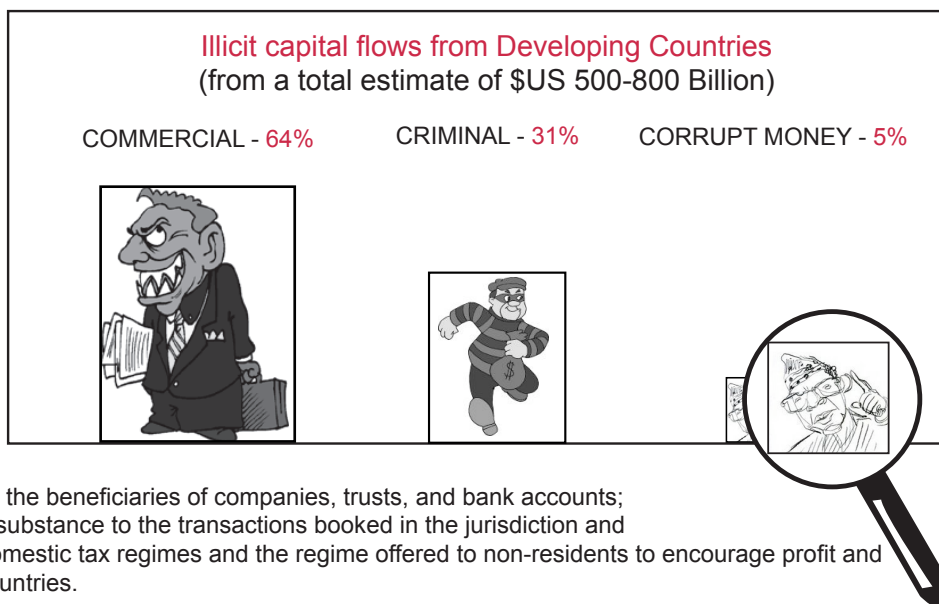 Illicit capital flows from Developing Countries
(from a total estimate of $US 500-800 Billion)
COMMERCIAL - 64%
CRIMINAL - 31%
CORRUPT MONEY - 5%
$
the beneficiaries of companies, trusts, and bank accounts;
substance to the transactions booked in the jurisdiction and
tax regimes and the regime offered to non-residents to encourage profit and